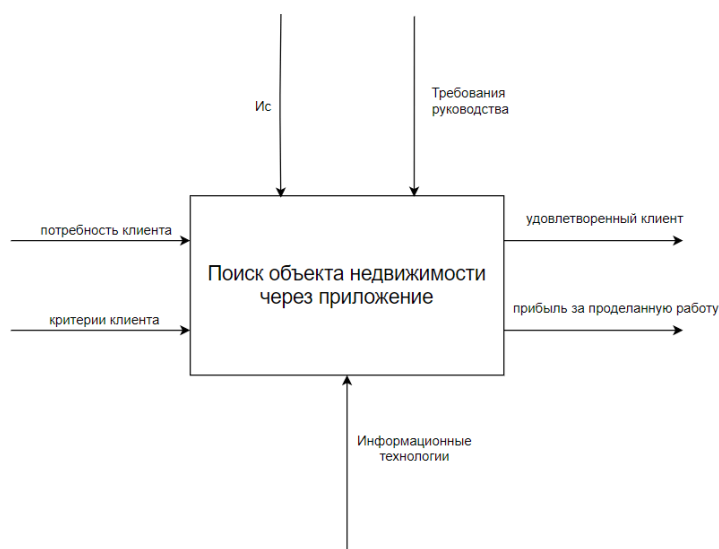 Ис
Требования
руководства
потребность клиента
удовлетворенный клиент
Поиск объекта недвижимости
через приложение
критерии клиента
прибыль за проделанную работу
Информационные
технологии